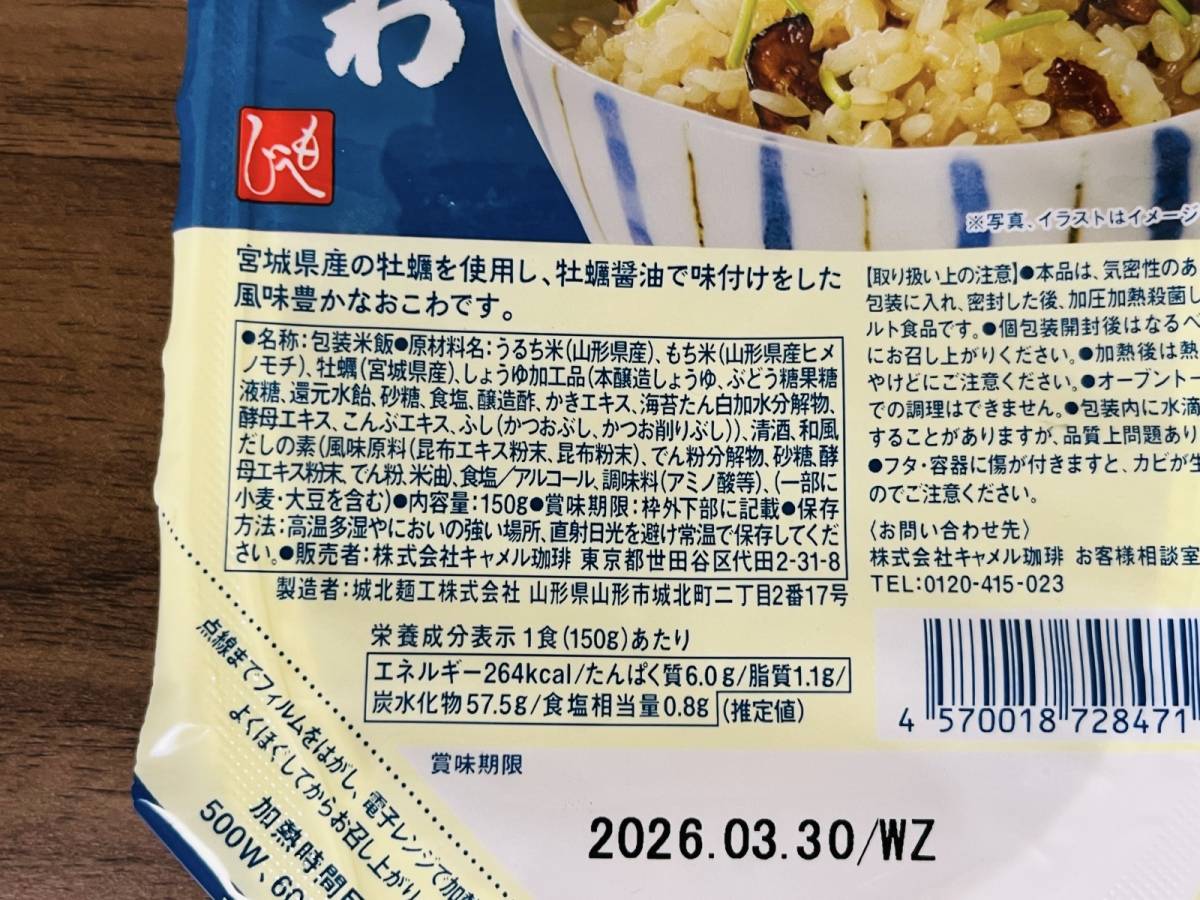 わ
もへじ
※写真、イラストはイメージ
宮城県産の牡蠣を使用し、牡蠣醤油で味付けをした
風味豊かなおこわです。
●名称：包装米飯●原材料名：うるち米（山形県産）、もち米（山形県産ヒメ
ノモチ）、牡蠣（宮城県産）、しょうゆ加工品（本醸造しょうゆ、ぶどう糖果糖
液糖、還元水飴、砂糖、食塩、醸造酢、かきエキス、海苔たん白加水分解物、
酵母エキス、こんぶエキス、ふし（かつおぶし、かつお削りぶし））、清酒、和風
だしの素（風味原料（昆布エキス粉末、昆布粉末）、でん粉分解物、砂糖、酵
母エキス粉末、でん粉、米油）、食塩／アルコール、調味料（アミノ酸等）、（一部に
小麦・大豆を含む）●内容量：150g●賞味期限：枠外下部に記載●保存
方法：高温多湿やにおいの強い場所、直射日光を避け常温で保存してくだ
さい。●販売者：株式会社キャメル珈琲 東京都世田谷区代田2-31-8
製造者：城北麺工株式会社 山形県山形市城北町二丁目2番17号
栄養成分表示 1食（150g）あたり
エネルギー264kcal/たんぱく質6.0g/脂質1.1g/
炭水化物57.5g/食塩相当量0.8g（推定値）
【取り扱い上の注意】●本品は、気密性のあ
包装に入れ、密封した後、加圧加熱殺菌し
ルト食品です。●個包装開封後はなるべ
にお召し上がりください。●加熱後は熱
やけどにご注意ください。●オーブントー
での調理はできません。●包装内に水滴
することがありますが、品質上問題あり
●フタ・容器に傷が付きますと、カビが生
のでご注意ください。
〈お問い合わせ先〉
株式会社キャメル珈琲 お客様相談室
TEL:0120-415-023
4 570018 728471
点線までフィルムをはがし、電子レンジで加熱
よくほぐしてからお召し上がり
加熱時間
500W、60
賞味期限
2026.03.30/WZ